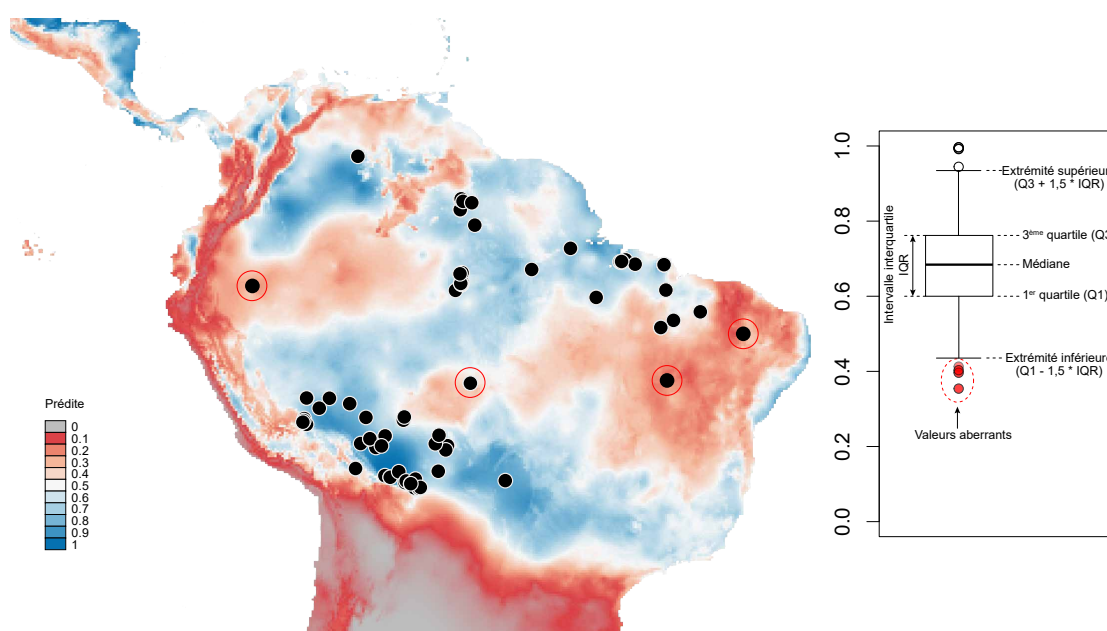 Prédite
0
0.1
0.2
0.3
0.4
0.5
0.6
0.7
0.8
0.9
1
1.0
0.8
0.6
0.4
0.2
0.0
Intervalle interquartile
IQR
Extrémité supérieur
(Q3 + 1,5 * IQR)
3ème quartile (Q3
Médiane
1er quartile (Q1)
Extrémité inférieure
(Q1 - 1,5 * IQR)
Valeurs aberrants